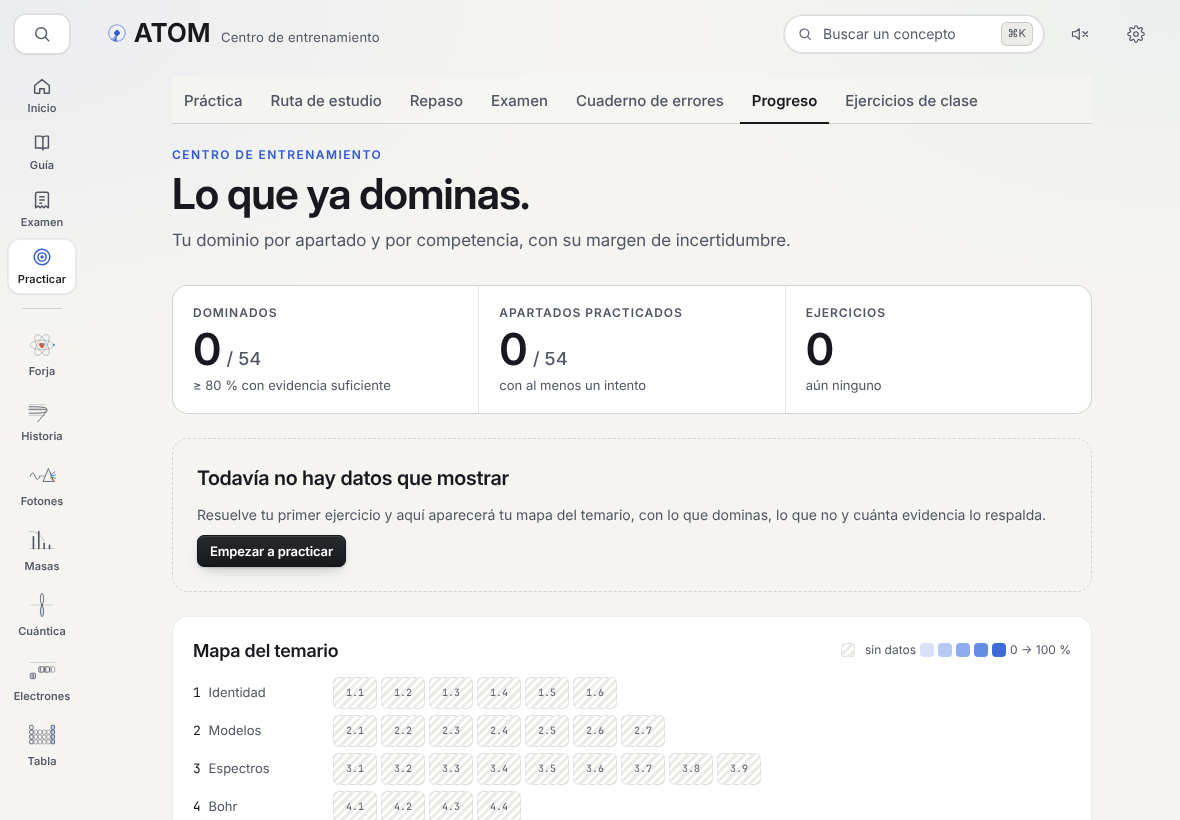 ATOM Centro de entrenamiento
Buscar un concepto ⌘K
Inicio
Guía
Examen
Practicar
Forja
Historia
Fotones
Masas
Cuántica
Electrones
Tabla
Práctica Ruta de estudio Repaso Examen Cuaderno de errores Progreso Ejercicios de clase
CENTRO DE ENTRENAMIENTO
Lo que ya dominas.
Tu dominio por apartado y por competencia, con su margen de incertidumbre.
DOMINADOS
0 / 54
≥ 80 % con evidencia suficiente
APARTADOS PRACTICADOS
0 / 54
con al menos un intento
EJERCICIOS
0
aún ninguno
Todavía no hay datos que mostrar
Resuelve tu primer ejercicio y aquí aparecerá tu mapa del temario, con lo que dominas, lo que no y cuánta evidencia lo respalda.
Empezar a practicar
Mapa del temario
sin datos 0 → 100 %
1 Identidad 1.1 1.2 1.3 1.4 1.5 1.6
2 Modelos 2.1 2.2 2.3 2.4 2.5 2.6 2.7
3 Espectros 3.1 3.2 3.3 3.4 3.5 3.6 3.7 3.8 3.9
4 Bohr 4.1 4.2 4.3 4.4